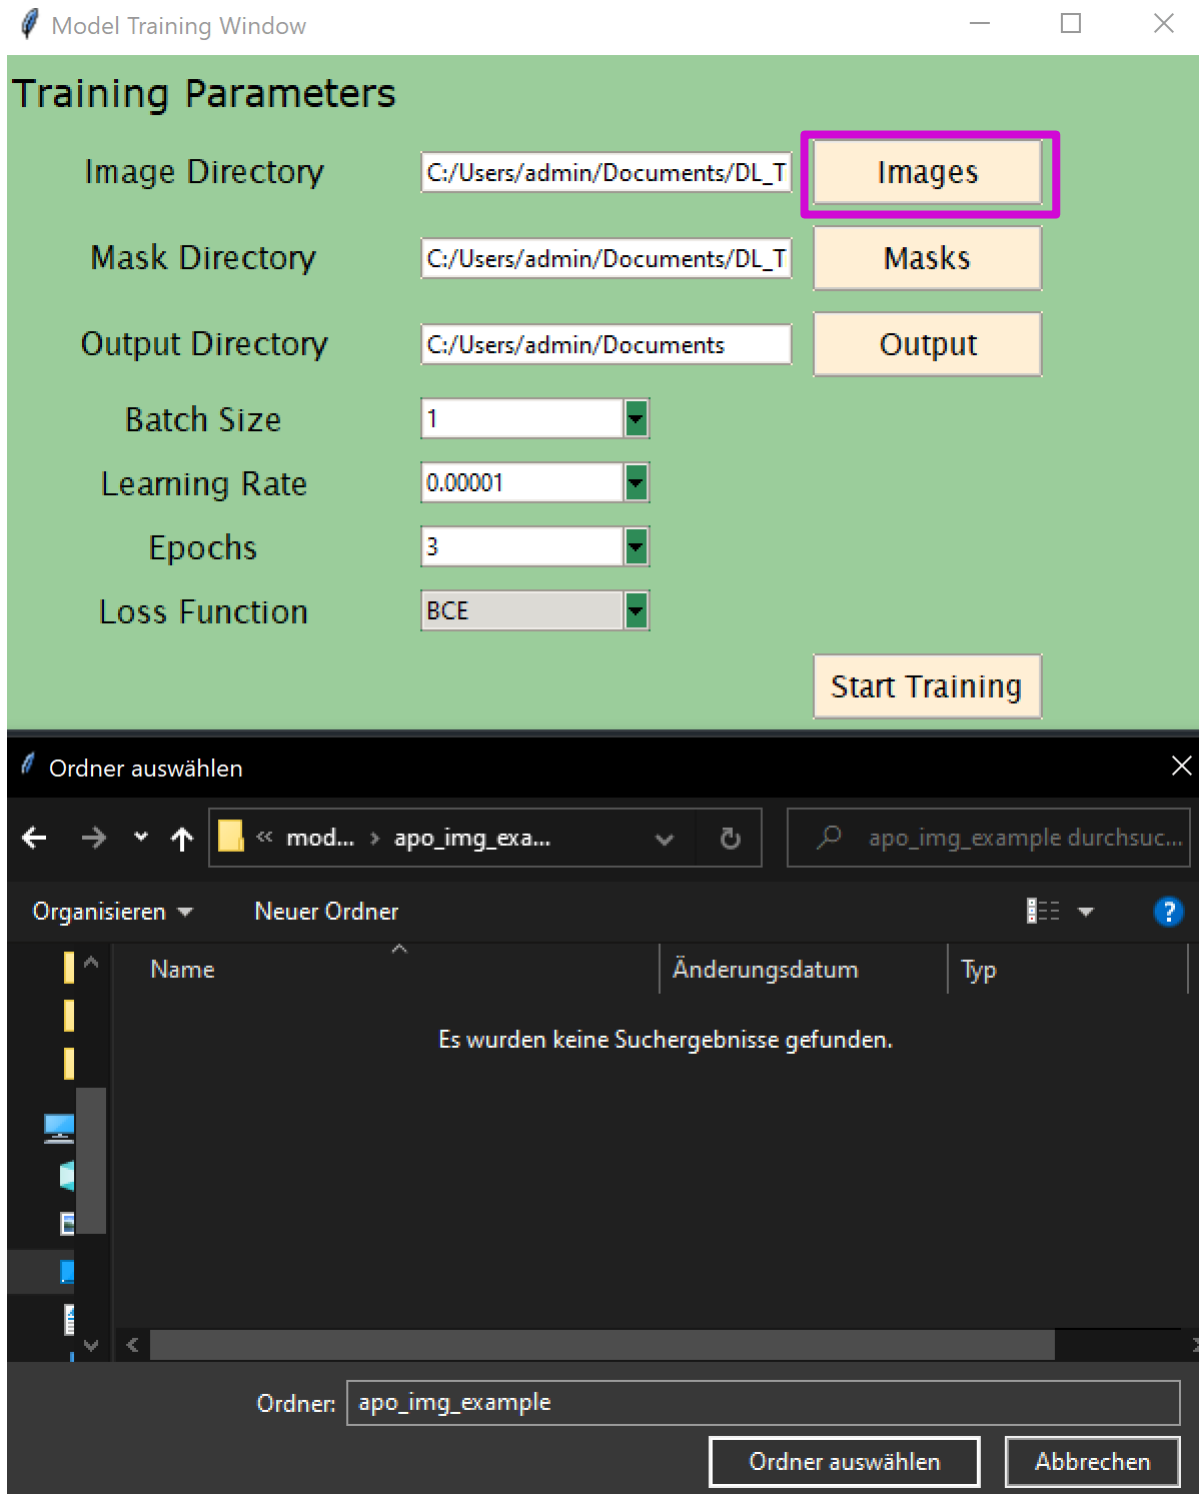 Model Training Window
Training Parameters
Image Directory C:/Users/admin/Documents/DL_T Images
Mask Directory C:/Users/admin/Documents/DL_T Masks
Output Directory C:/Users/admin/Documents Output
Batch Size 1
Learning Rate 0.00001
Epochs 3
Loss Function BCE
Start Training
Ordner auswählen
« mod... › apo_img_exa... apo_img_example durchsuc...
Organisieren Neuer Ordner ?
Name Änderungsdatum Typ
Es wurden keine Suchergebnisse gefunden.
Ordner: apo_img_example
Ordner auswählen Abbrechen